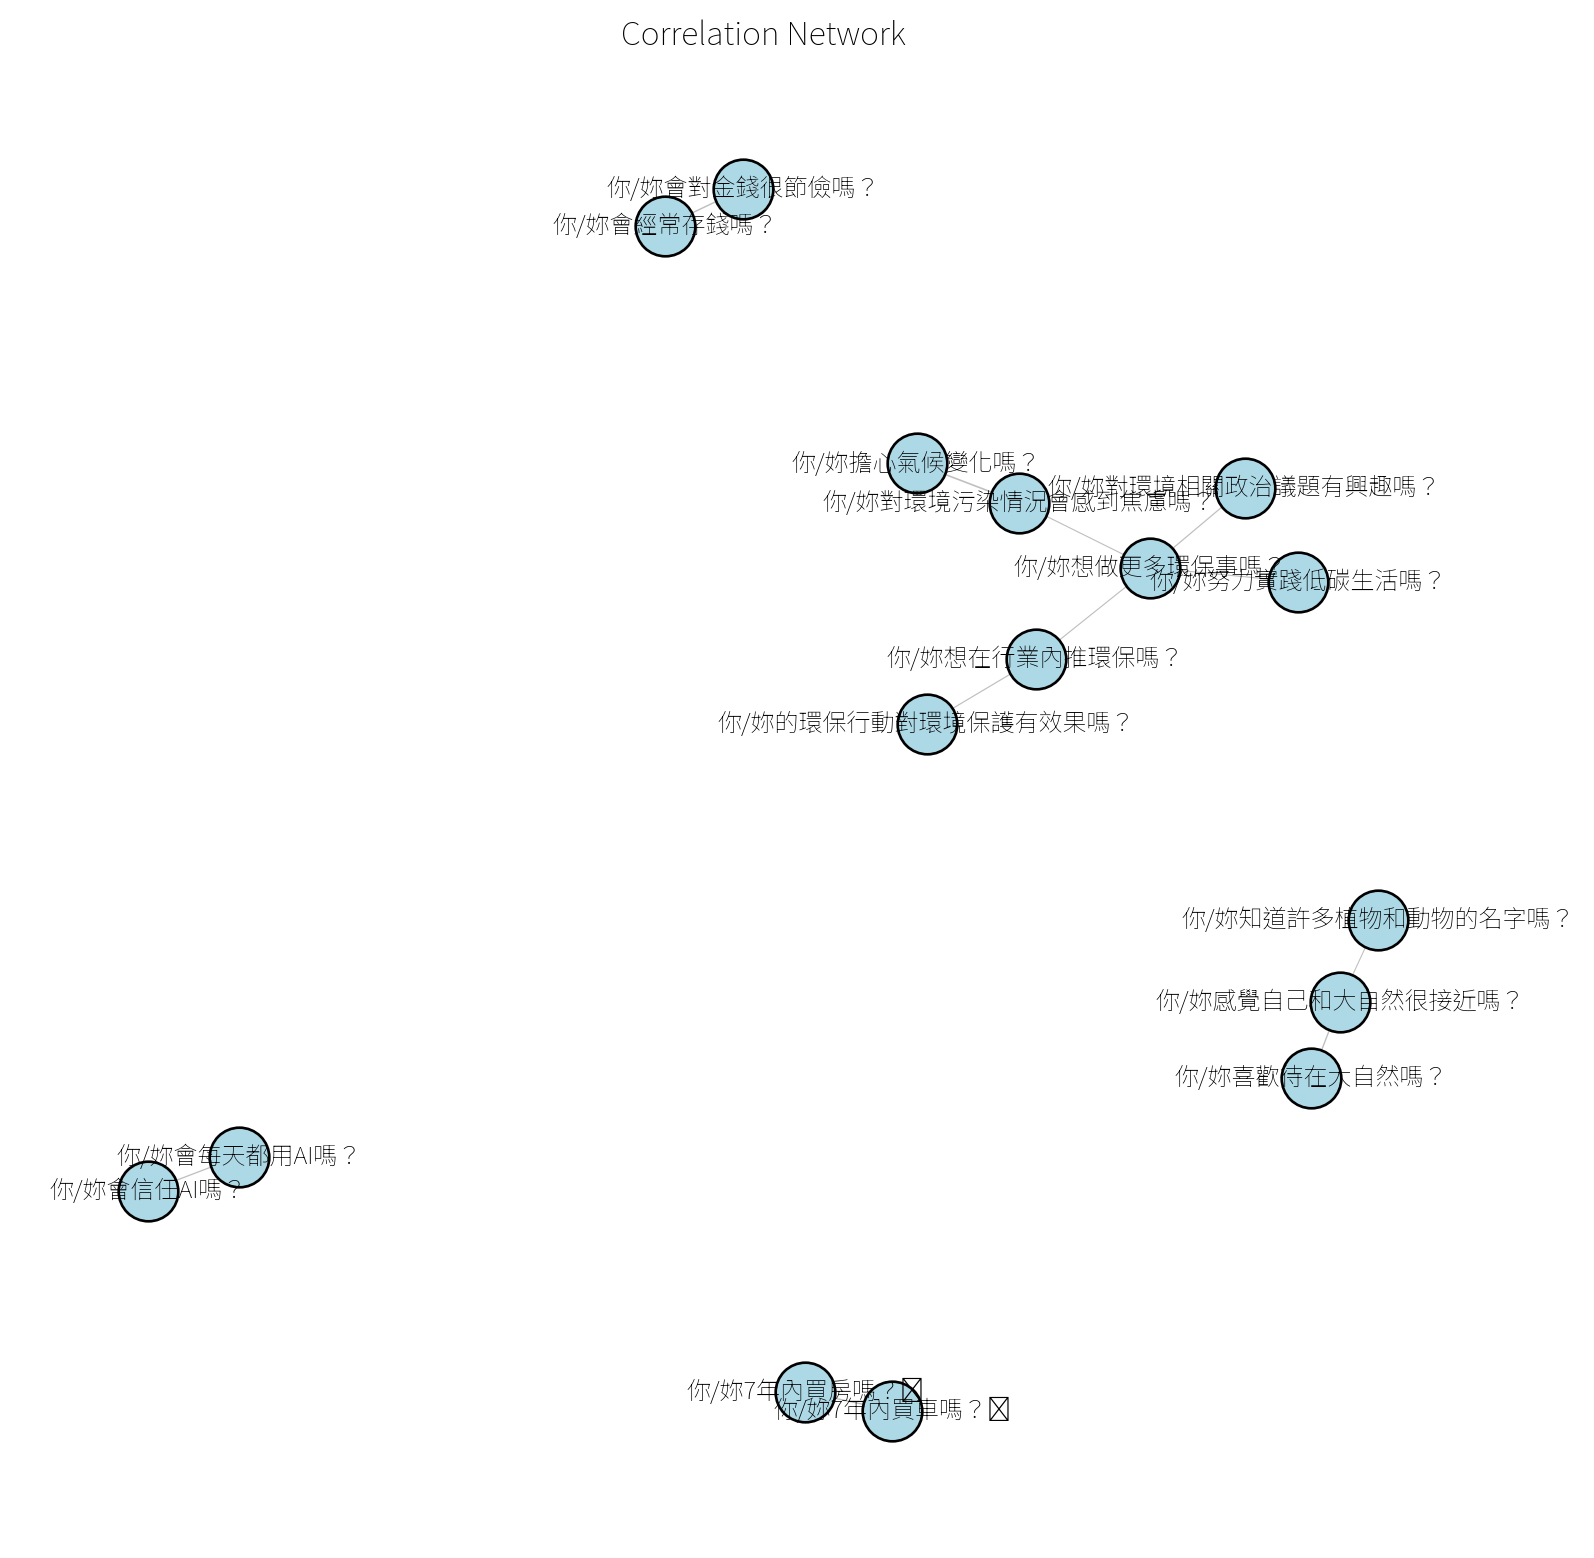 Correlation Network
你/妳會對金錢很節儉嗎？
你/妳會經常存錢嗎？
你/妳擔心氣候變化嗎？
你/妳對環境相關政治議題有興趣嗎？
你/妳對環境污染情況會感到焦慮嗎？
你/妳想做更多環保事嗎？
你/妳努力實踐低碳生活嗎？
你/妳想在行業內推環保嗎？
你/妳的環保行動對環境保護有效果嗎？
你/妳知道許多植物和動物的名字嗎？
你/妳感覺自己和大自然很接近嗎？
你/妳喜歡待在大自然嗎？
你/妳會每天都用AI嗎？
你/妳會信任AI嗎？
你/妳7年內買房嗎？
你/妳7年內買車嗎？